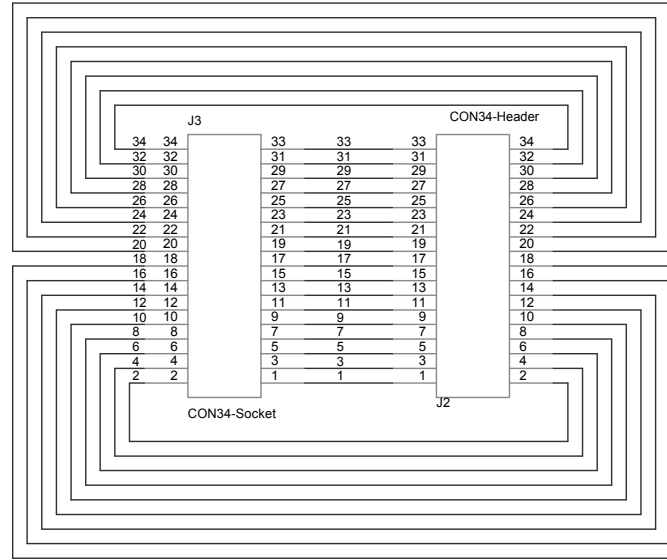 J3 CON34-Header
34 34 33 33 33 34
32 32 31 31 31 32
30 30 29 29 29 30
28 28 27 27 27 28
26 26 25 25 25 26
24 24 23 23 23 24
22 22 21 21 21 22
20 20 19 19 19 20
18 18 17 17 17 18
16 16 15 15 15 16
14 14 13 13 13 14
12 12 11 11 11 12
10 10 9 9 9 10
8 8 7 7 7 8
6 6 5 5 5 6
4 4 3 3 3 4
2 2 1 1 1 2
CON34-Socket J2